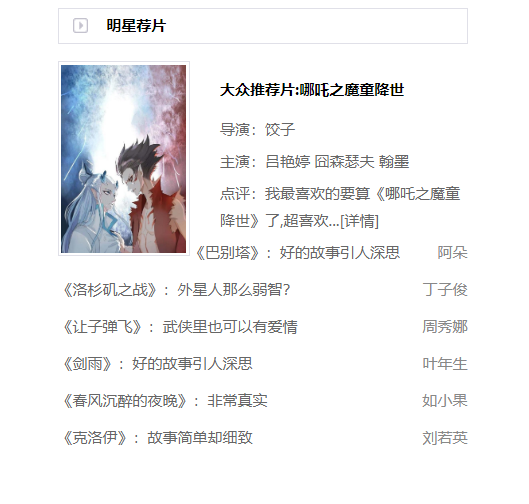 明星荐片
大众推荐片:哪吒之魔童降世
导演：饺子
主演：吕艳婷 囧森瑟夫 翰墨
点评：我最喜欢的要算《哪吒之魔童
降世》了,超喜欢...[详情]
《巴别塔》：好的故事引人深思 阿朵
《洛杉矶之战》：外星人那么弱智? 丁子俊
《让子弹飞》：武侠里也可以有爱情 周秀娜
《剑雨》：好的故事引人深思 叶年生
《春风沉醉的夜晚》：非常真实 如小果
《克洛伊》：故事简单却细致 刘若英